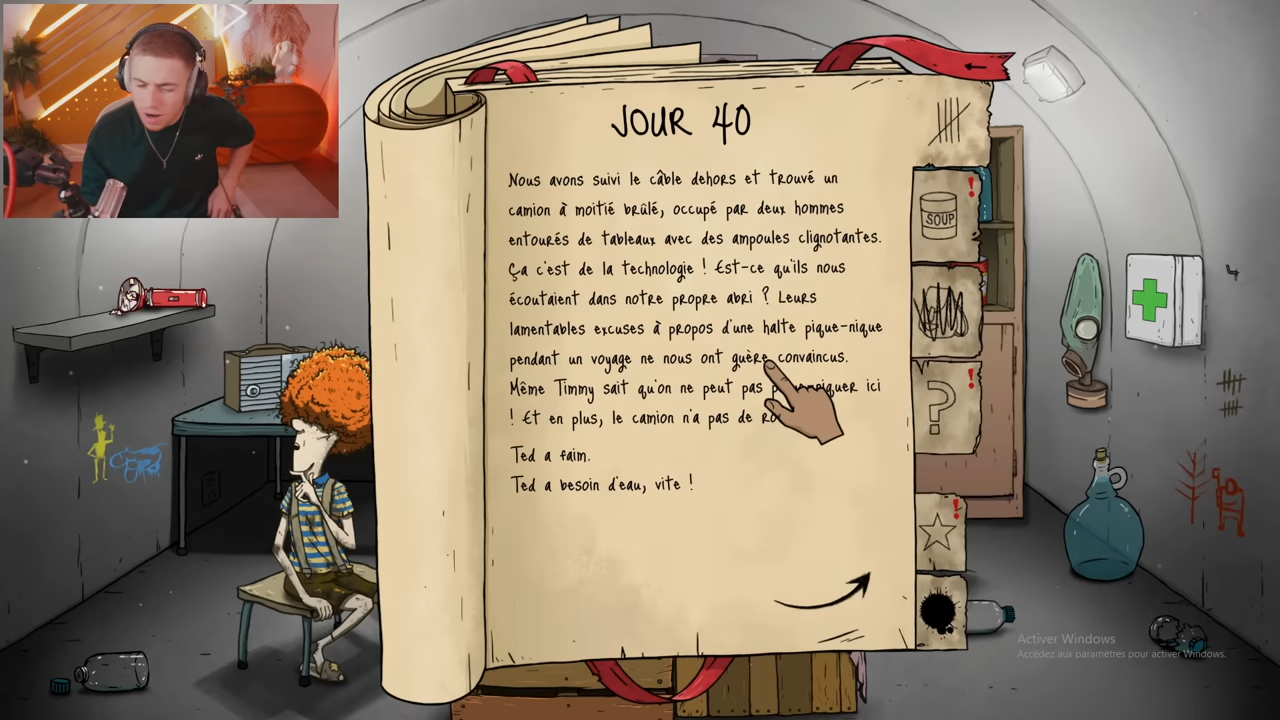 JOUR 40
Nous avons suivi le câble dehors et trouvé un
camion à moitié brûlé, occupé par deux hommes
entourés de tableaux avec des ampoules clignotantes.
Ça c'est de la technologie ! Est-ce qu'ils nous
écoutaient dans notre propre abri ? Leurs
lamentables excuses à propos d'une halte pique-nique
pendant un voyage ne nous ont guère convaincus.
Même Timmy sait qu'on ne peut pas ici
! Et en plus, le camion n'a pas de
Ted a faim.
Ted a besoin d'eau, vite !
SOUP
!
!
?
!
Activer Windows
Accédez aux paramètres pour activer Windows.